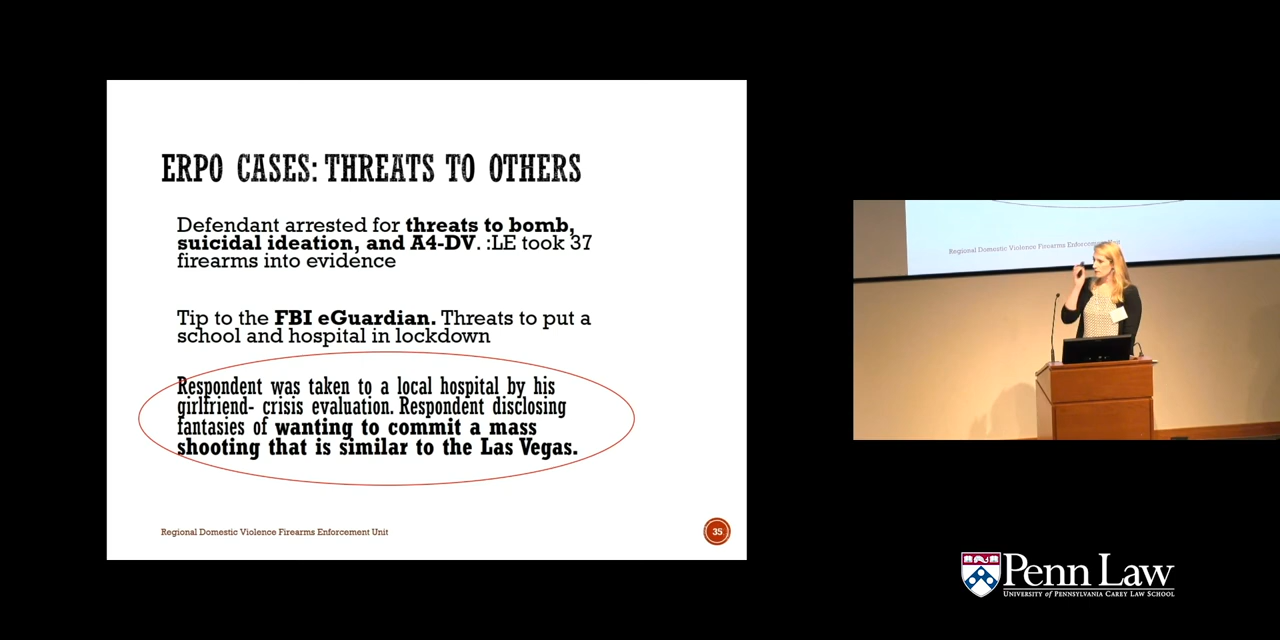 ERPO CASES: THREATS TO OTHERS
Defendant arrested for threats to bomb,
suicidal ideation, and A4-DV. :LE took 37
firearms into evidence
Tip to the FBI eGuardian. Threats to put a
school and hospital in lockdown
Respondent was taken to a local hospital by his
girlfriend- crisis evaluation. Respondent disclosing
fantasies of wanting to commit a mass
shooting that is similar to the Las Vegas.
Regional Domestic Violence Firearms Enforcement Unit
35
Regional Domestic Violence Firearms Enforcement Unit
Penn Law
UNIVERSITY of PENNSYLVANIA CAREY LAW SCHOOL